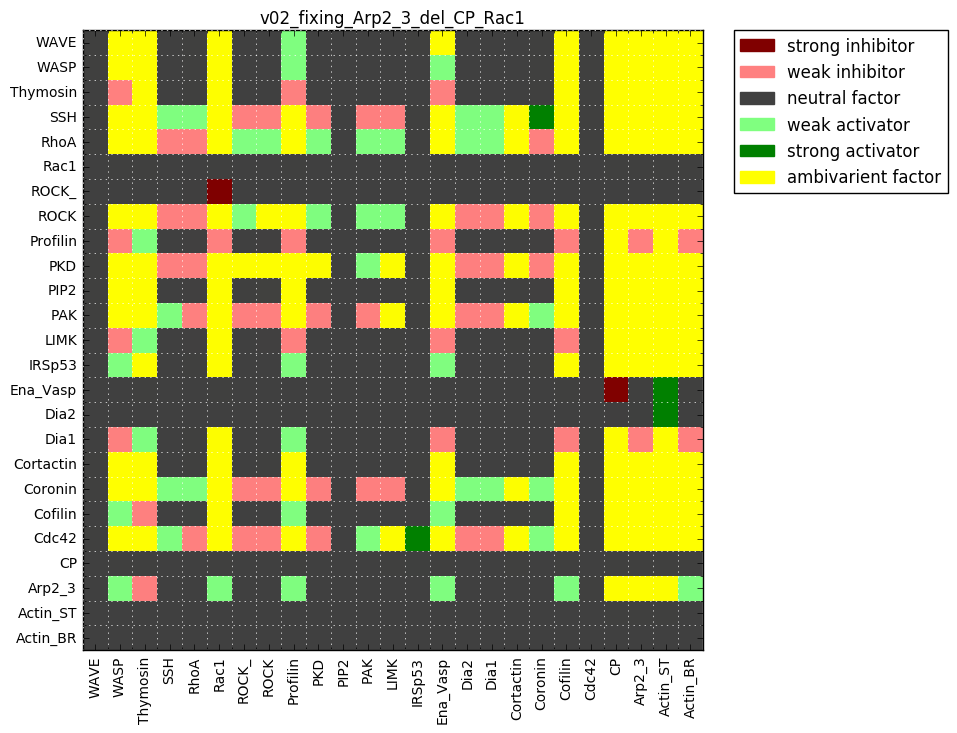 v02_fixing_Arp2_3_del_CP_Rac1
WAVE
WASP
Thymosin
SSH
RhoA
Rac1
ROCK_
ROCK
Profilin
PKD
PIP2
PAK
LIMK
IRSp53
Ena_Vasp
Dia2
Dia1
Cortactin
Coronin
Cofilin
Cdc42
CP
Arp2_3
Actin_ST
Actin_BR
WAVE
WASP
Thymosin
SSH
RhoA
Rac1
ROCK_
ROCK
Profilin
PKD
PIP2
PAK
LIMK
IRSp53
Ena_Vasp
Dia2
Dia1
Cortactin
Coronin
Cofilin
Cdc42
CP
Arp2_3
Actin_ST
Actin_BR
strong inhibitor
weak inhibitor
neutral factor
weak activator
strong activator
ambivarient factor